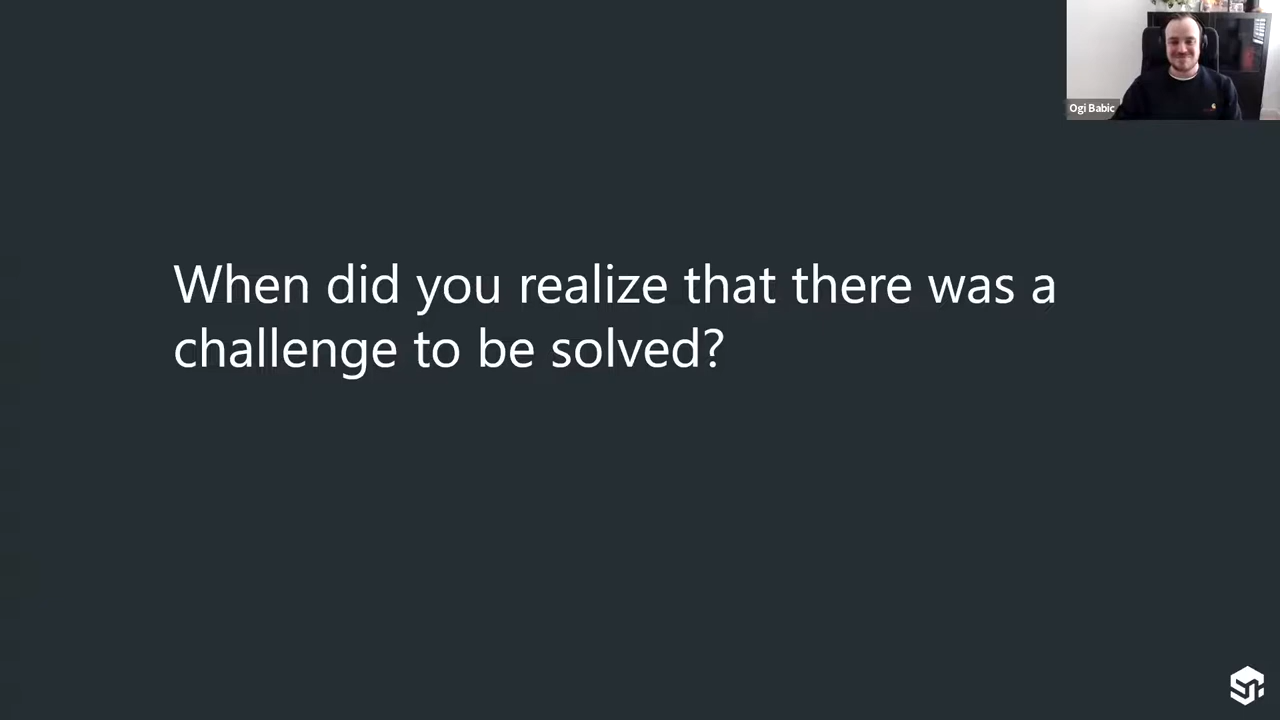 Ogi Babic
When did you realize that there was a
challenge to be solved?